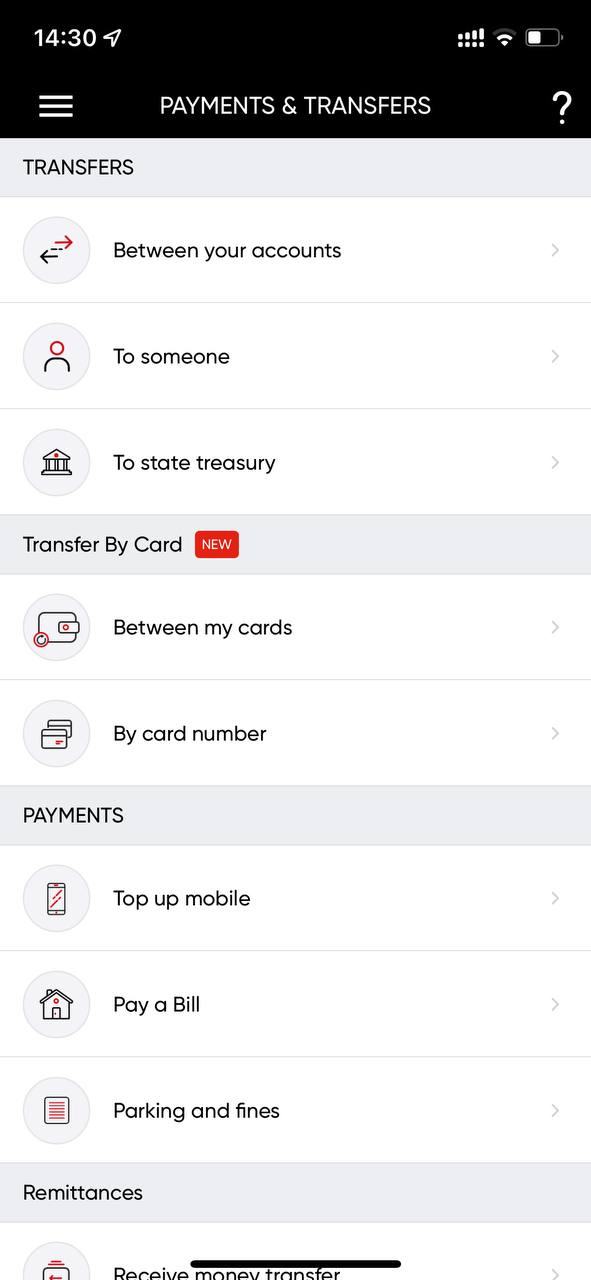 14:30
PAYMENTS & TRANSFERS
?
TRANSFERS
Between your accounts
To someone
To state treasury
Transfer By Card NEW
Between my cards
By card number
PAYMENTS
Top up mobile
Pay a Bill
Parking and fines
Remittances
Receive money transfer